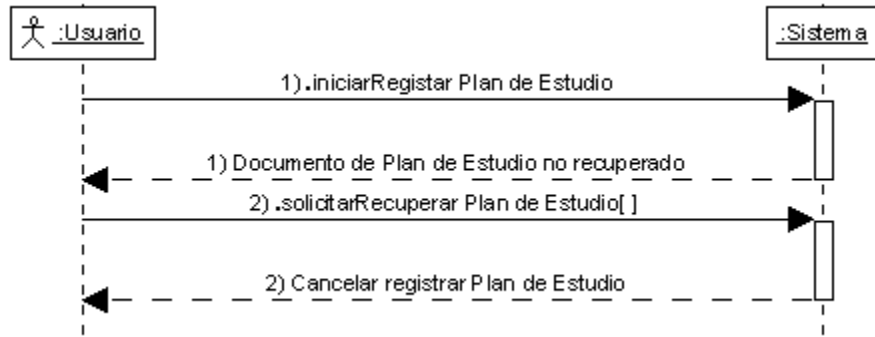 :Usuario
:Sistema
1).iniciarRegistar Plan de Estudio
1) Documento de Plan de Estudio no recuperado
2).solicitarRecuperar Plan de Estudio[ ]
2) Cancelar registrar Plan de Estudio